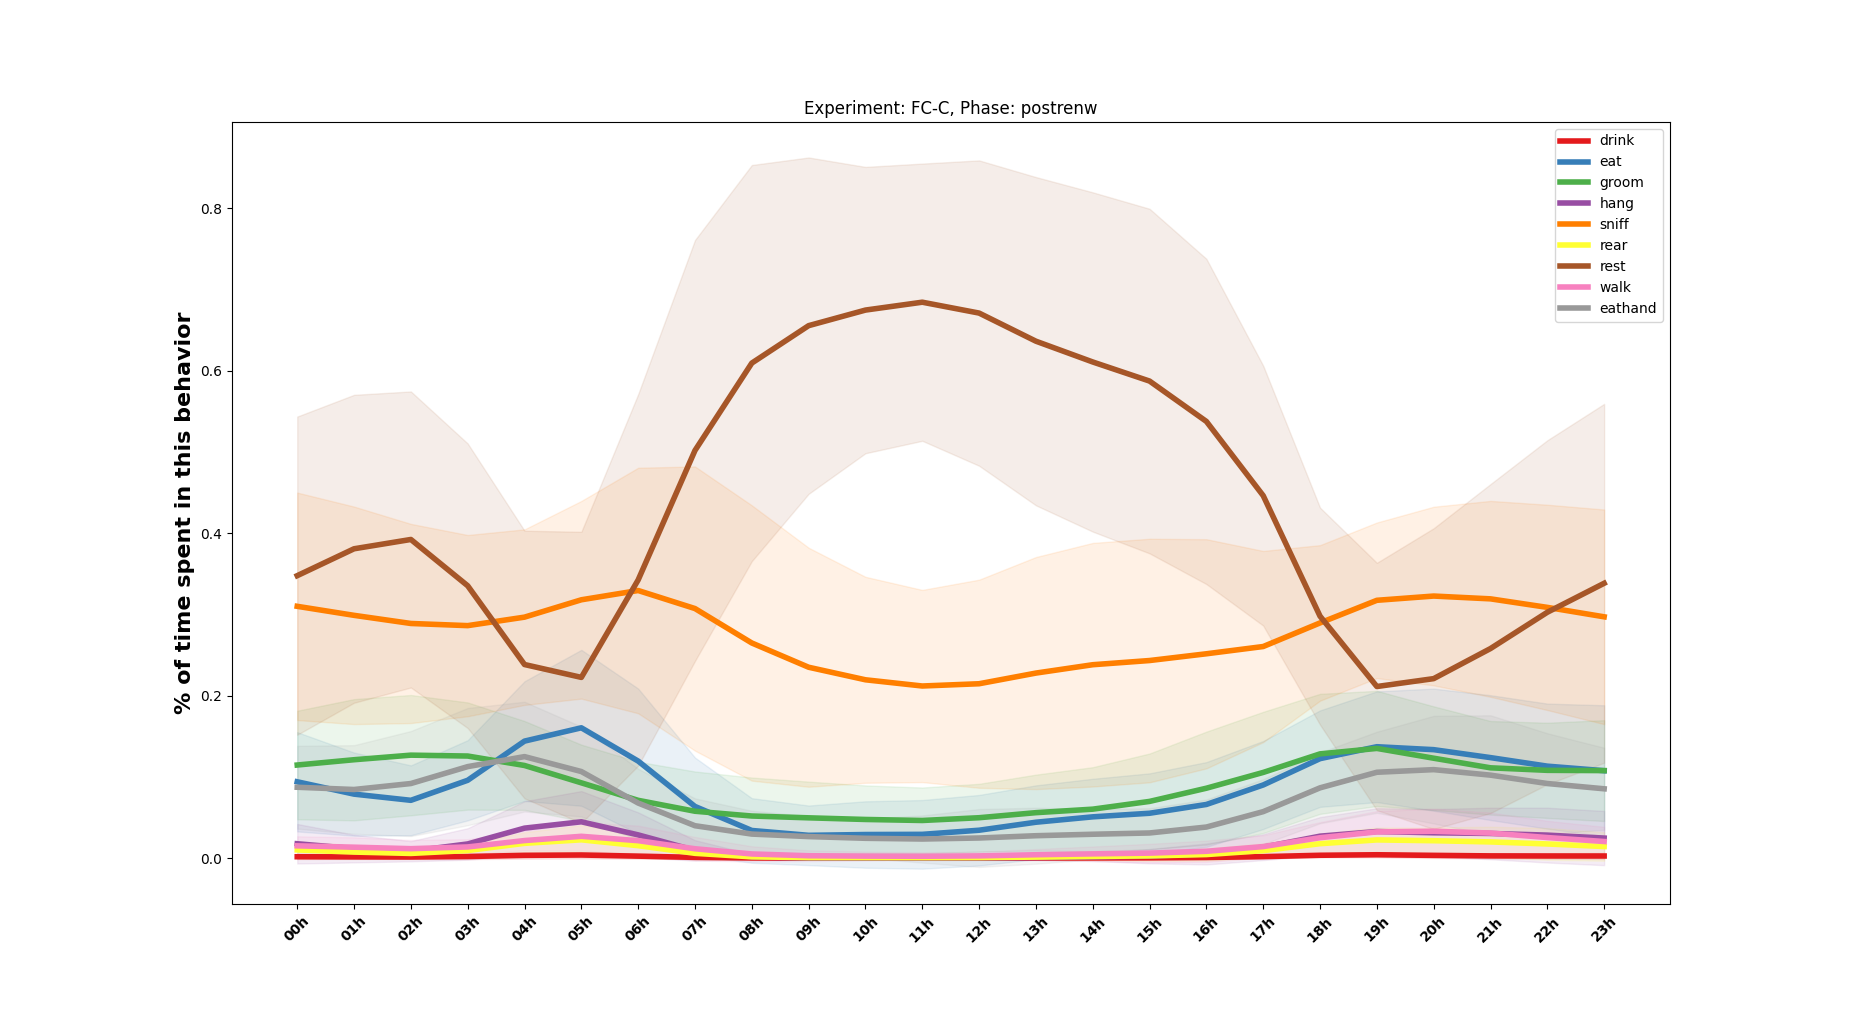 Experiment: FC-C, Phase: postrenw
drink
eat
groom
hang
sniff
rear
rest
walk
eathand
% of time spent in this behavior
0.8
0.6
0.4
0.2
0.0
00h 01h 02h 03h 04h 05h 06h 07h 08h 09h 10h 11h 12h 13h 14h 15h 16h 17h 18h 19h 20h 21h 22h 23h